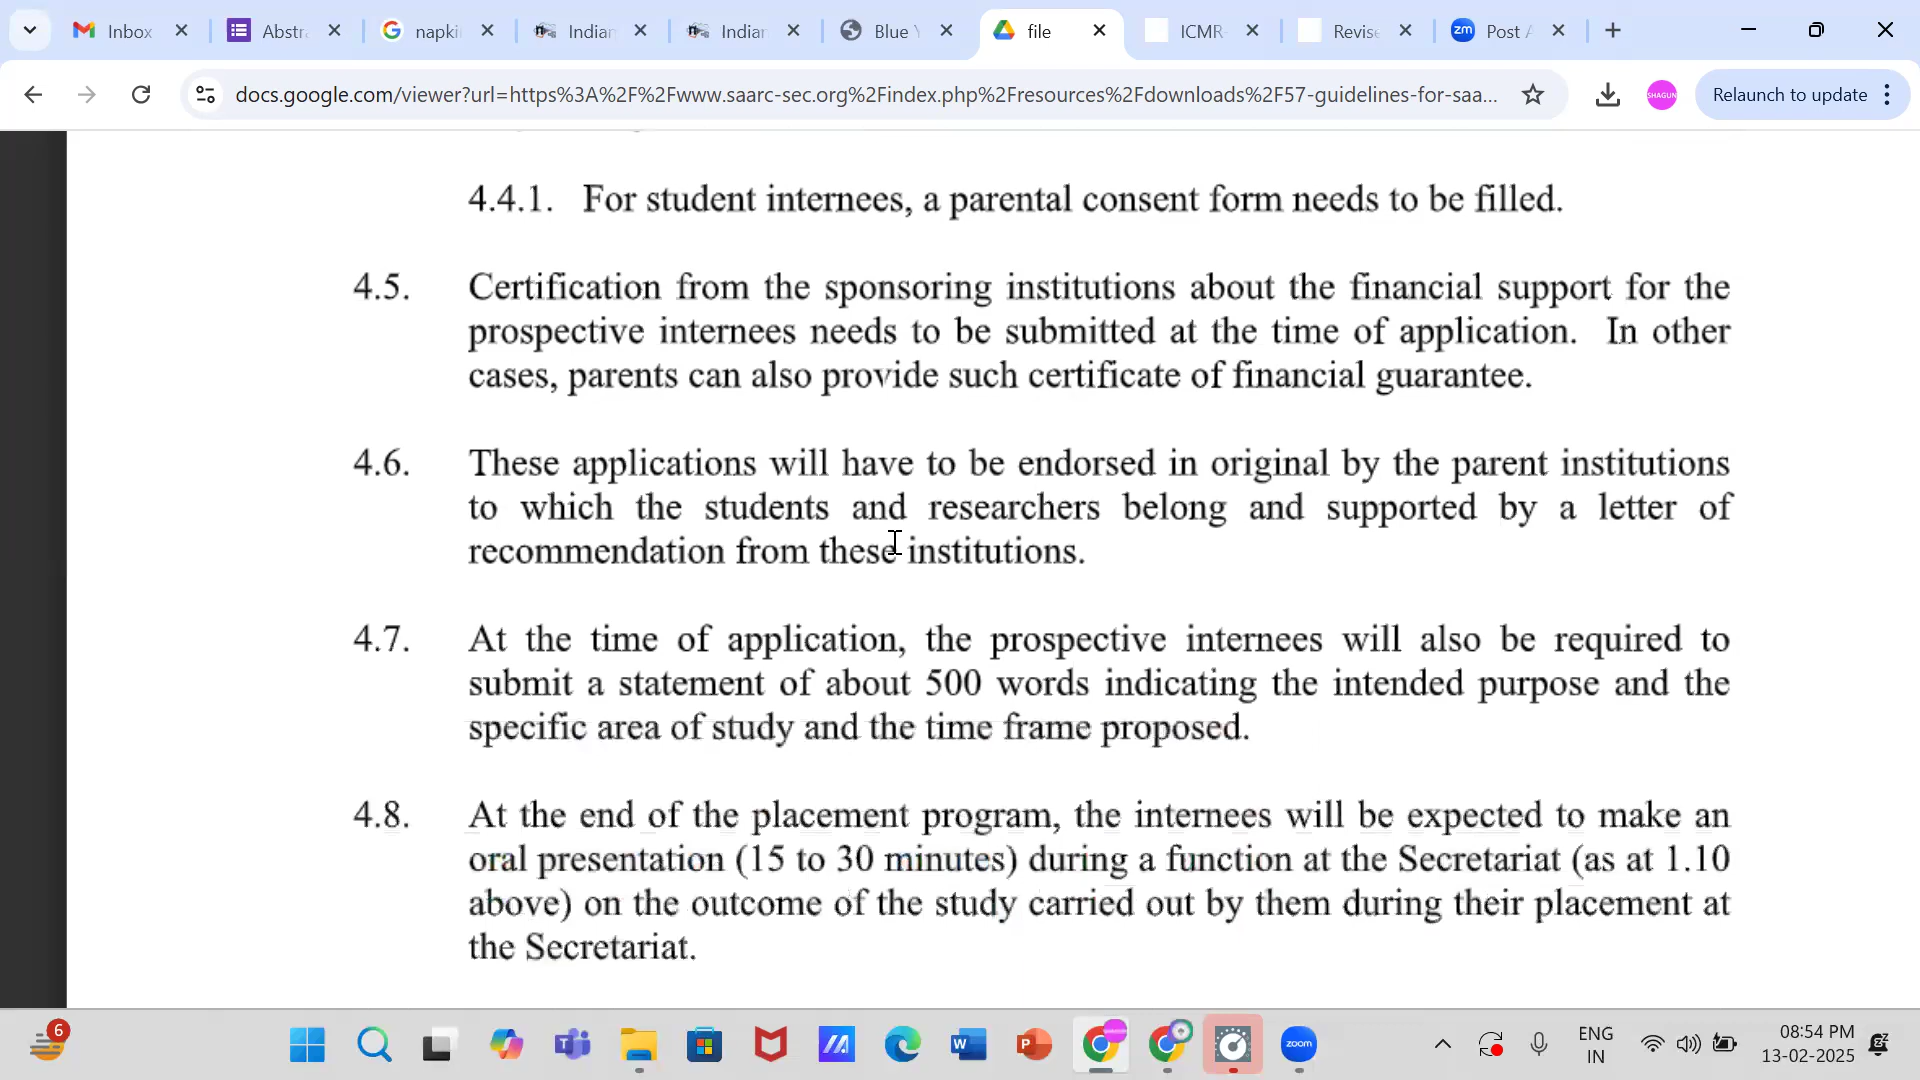 Inbox
Abstr
napki
Indian
Indian
Blue Y
file
ICMR-
Revise
zm
Post A
docs.google.com/viewer?url=https%3A%2F%2Fwww.saarc-sec.org%2Findex.php%2Fresources%2Fdownloads%2F57-guidelines-for-saa...
SHAGUN
Relaunch to update
4.4.1. For student internees, a parental consent form needs to be filled.
4.5. Certification from the sponsoring institutions about the financial support for the
prospective internees needs to be submitted at the time of application. In other
cases, parents can also provide such certificate of financial guarantee.
4.6. These applications will have to be endorsed in original by the parent institutions
to which the students and researchers belong and supported by a letter of
recommendation from these institutions.
4.7. At the time of application, the prospective internees will also be required to
submit a statement of about 500 words indicating the intended purpose and the
specific area of study and the time frame proposed.
4.8. At the end of the placement program, the internees will be expected to make an
oral presentation (15 to 30 minutes) during a function at the Secretariat (as at 1.10
above) on the outcome of the study carried out by them during their placement at
the Secretariat.
6
zoom
ENG
IN
08:54 PM
13-02-2025